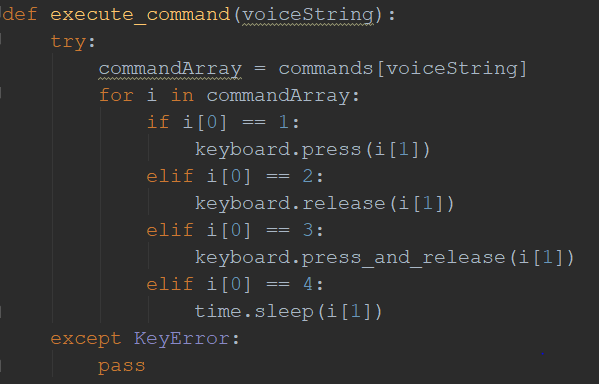 def execute_command(voiceString):
    try:
        commandArray = commands[voiceString]
        for i in commandArray:
            if i[0] == 1:
                keyboard.press(i[1])
            elif i[0] == 2:
                keyboard.release(i[1])
            elif i[0] == 3:
                keyboard.press_and_release(i[1])
            elif i[0] == 4:
                time.sleep(i[1])
    except KeyError:
        pass